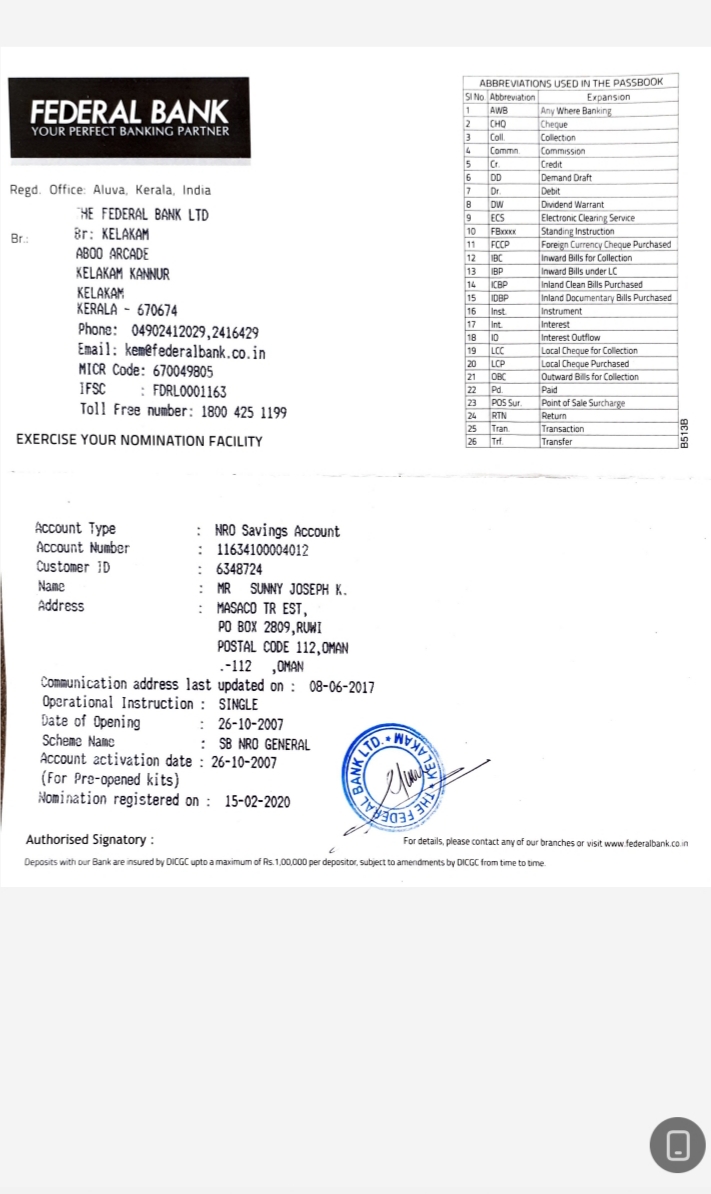 FEDERAL BANK
YOUR PERFECT BANKING PARTNER
Regd. Office: Aluva, Kerala, India
Br.:
HE FEDERAL BANK LTD
Br: KELAKAM
ABOO ARCADE
KELAKAM KANNUR
KELAKAM
KERALA - 670674
Phone: 04902412029,2416429
Email: kem@federalbank.co.in
MICR Code: 670049805
IFSC : FDRL0001163
Toll Free number: 1800 425 1199
EXERCISE YOUR NOMINATION FACILITY
ABBREVIATIONS USED IN THE PASSBOOK
Sl No. Abbreviation Expansion
1 AWB Any Where Banking
2 CHQ Cheque
3 Coll. Collection
4 Commn. Commission
5 Cr. Credit
6 DD Demand Draft
7 Dr. Debit
8 DW Dividend Warrant
9 ECS Electronic Clearing Service
10 FBxxxx Standing Instruction
11 FCCP Foreign Currency Cheque Purchased
12 IBC Inward Bills for Collection
13 IBP Inward Bills under LC
14 ICBP Inland Clean Bills Purchased
15 IDBP Inland Documentary Bills Purchased
16 Inst. Instrument
17 Int. Interest
18 IO Interest Outflow
19 LCC Local Cheque for Collection
20 LCP Local Cheque Purchased
21 OBC Outward Bills for Collection
22 Pd. Paid
23 POS Sur. Point of Sale Surcharge
24 RTN Return
25 Tran. Transaction
26 Trf. Transfer
B513B
Account Type : NRO Savings Account
Account Number : 11634100004012
Customer ID : 6348724
Name : MR SUNNY JOSEPH K.
Address : MASACO TR EST,
PO BOX 2809,RUWI
POSTAL CODE 112,OMAN
.-112 ,OMAN
Communication address last updated on : 08-06-2017
Operational Instruction : SINGLE
Date of Opening : 26-10-2007
Scheme Name : SB NRO GENERAL
Account activation date : 26-10-2007
(For Pre-opened kits)
Nomination registered on : 15-02-2020
THE FEDERAL BANK LTD. * KELAKAM *
Authorised Signatory :
For details, please contact any of our branches or visit www.federalbank.co.in
Deposits with our Bank are insured by DICGC upto a maximum of Rs.1,00,000 per depositor, subject to amendments by DICGC from time to time.